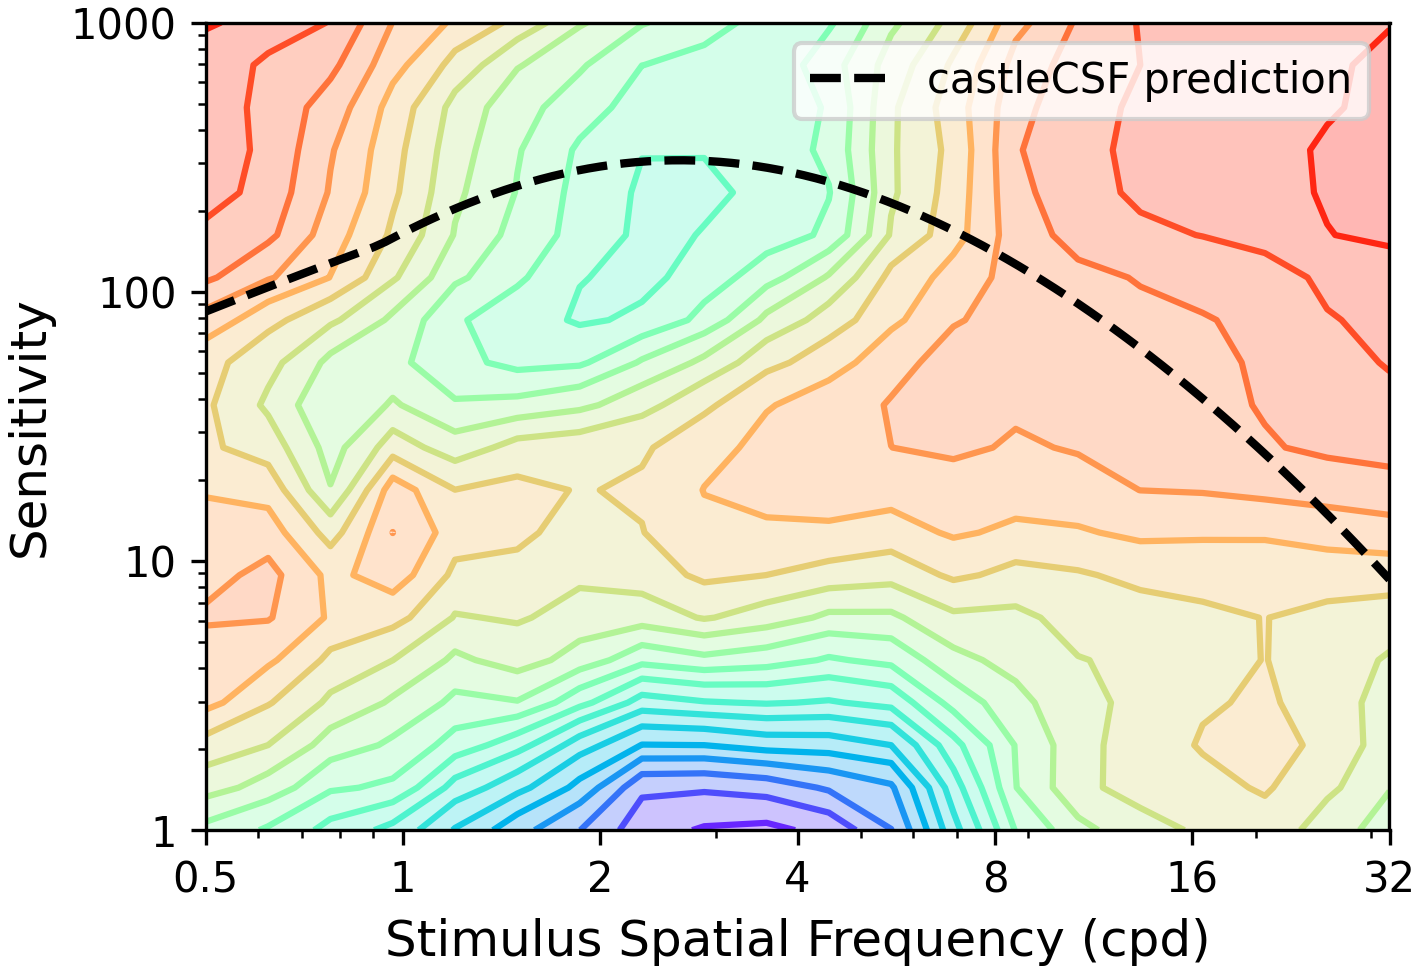 1000
castleCSF prediction
100
Sensitivity
10
1
0.5 1 2 4 8 16 32
Stimulus Spatial Frequency (cpd)